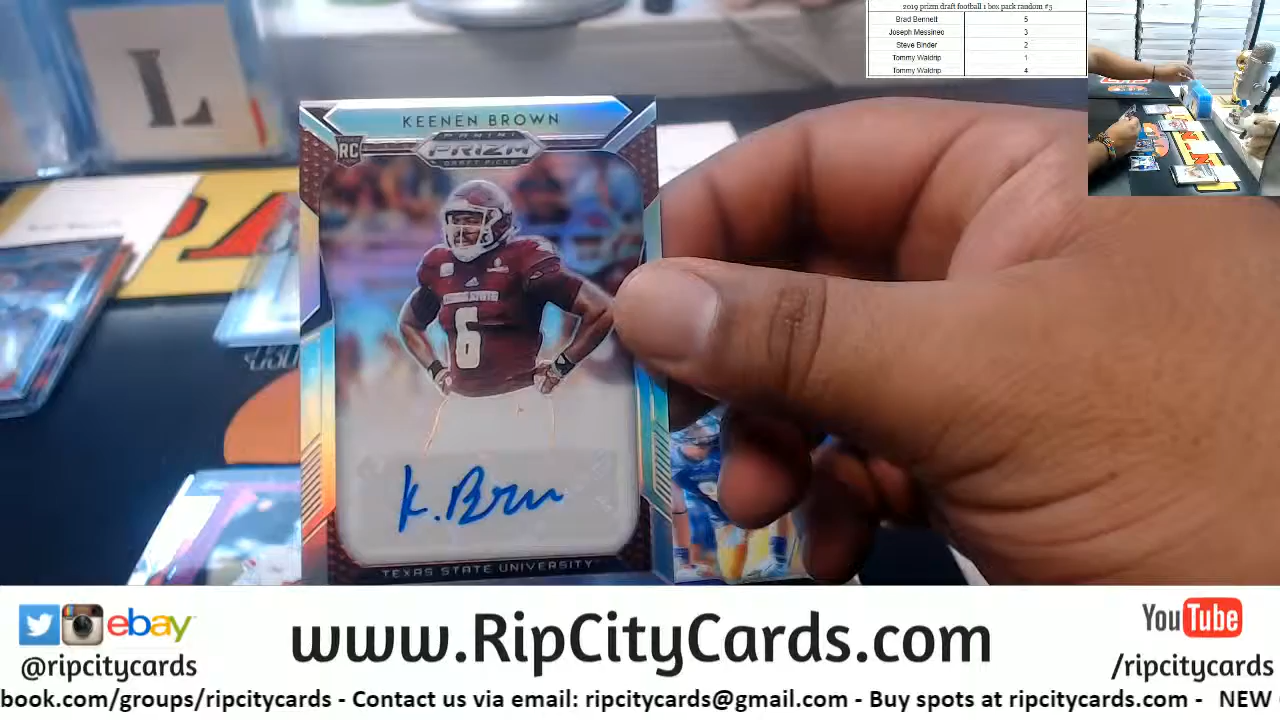 2019 prizm draft football 1 box pack random #3
Brad Bennett 5
Joseph Messineo 3
Steve Binder 2
Tommy Waldrip 1
Tommy Waldrip 4
L
KEENEN BROWN
PANINI
PRIZM
DRAFT PICKS
RC
6
K. Brown
TEXAS STATE UNIVERSITY
ebay
@ripcitycards
www.RipCityCards.com
YouTube
/ripcitycards
book.com/groups/ripcitycards - Contact us via email: ripcitycards@gmail.com - Buy spots at ripcitycards.com - NEW